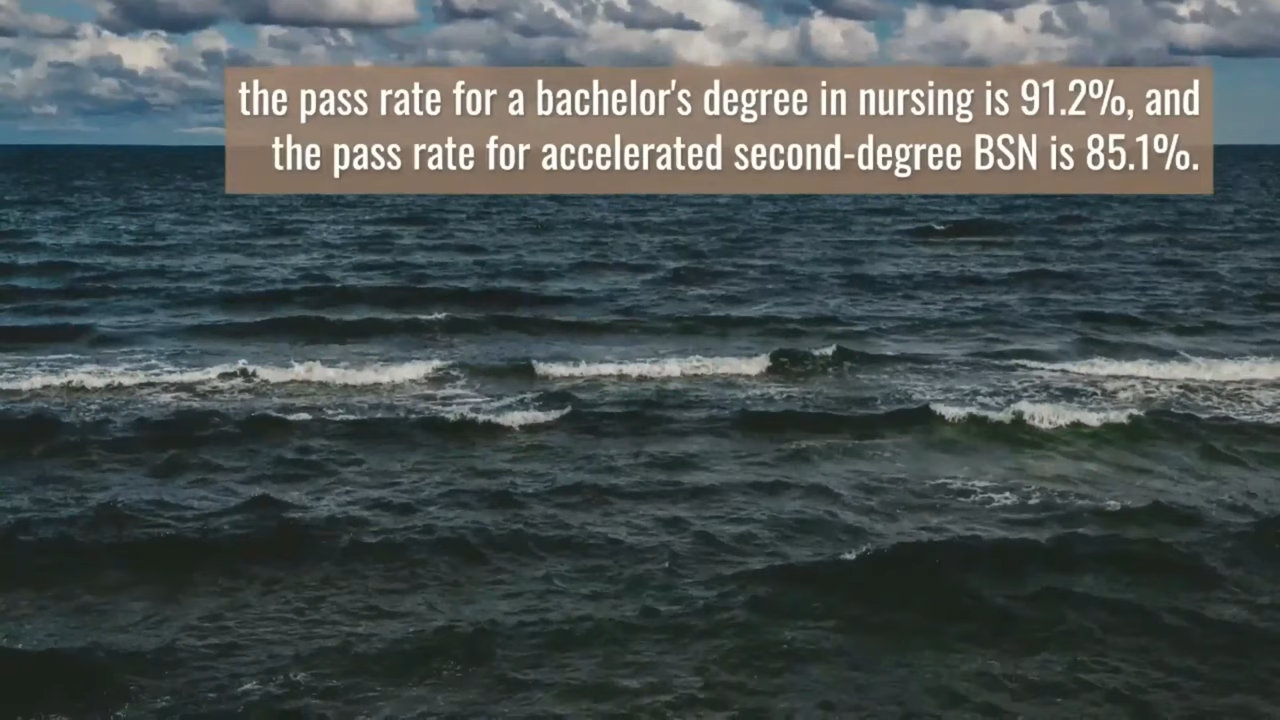 the pass rate for a bachelor's degree in nursing is 91.2%, and
the pass rate for accelerated second-degree BSN is 85.1%.